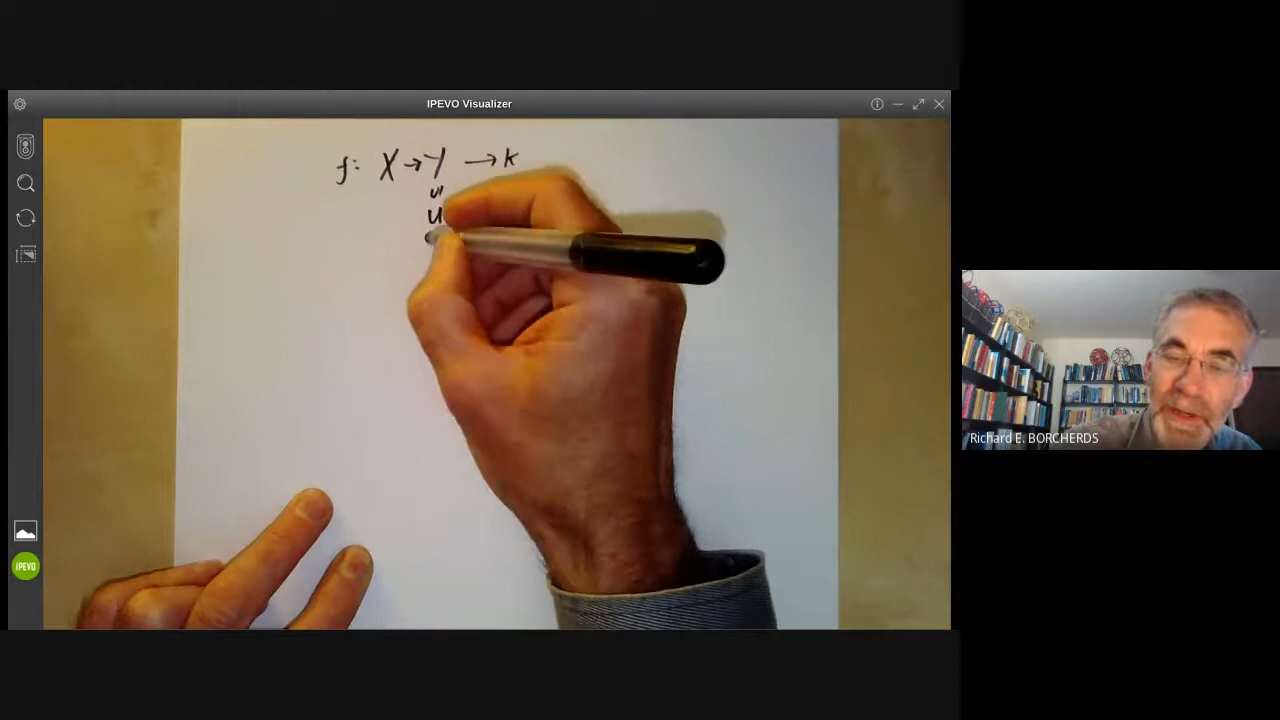 IPEVO Visualizer
f: X → Y → k
U
IPEVO
Richard E. BORCHERDS